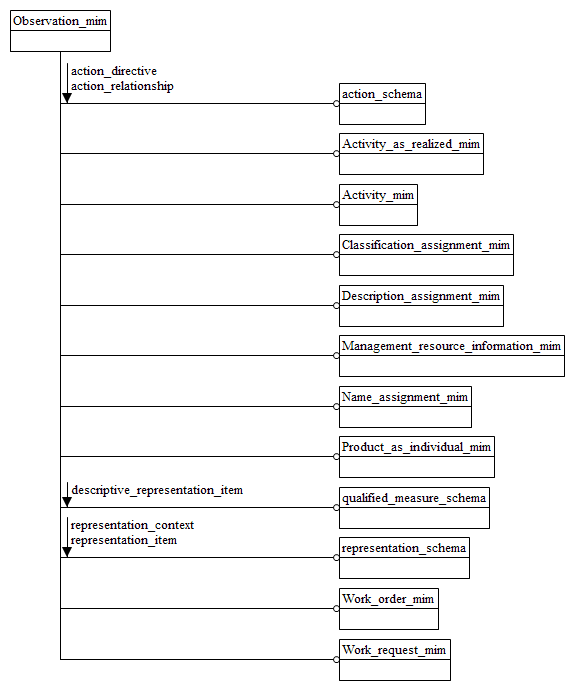 Observation_mim
action_directive
action_relationship
action_schema
Activity_as_realized_mim
Activity_mim
Classification_assignment_mim
Description_assignment_mim
Management_resource_information_mim
Name_assignment_mim
Product_as_individual_mim
descriptive_representation_item
qualified_measure_schema
representation_context
representation_item
representation_schema
Work_order_mim
Work_request_mim